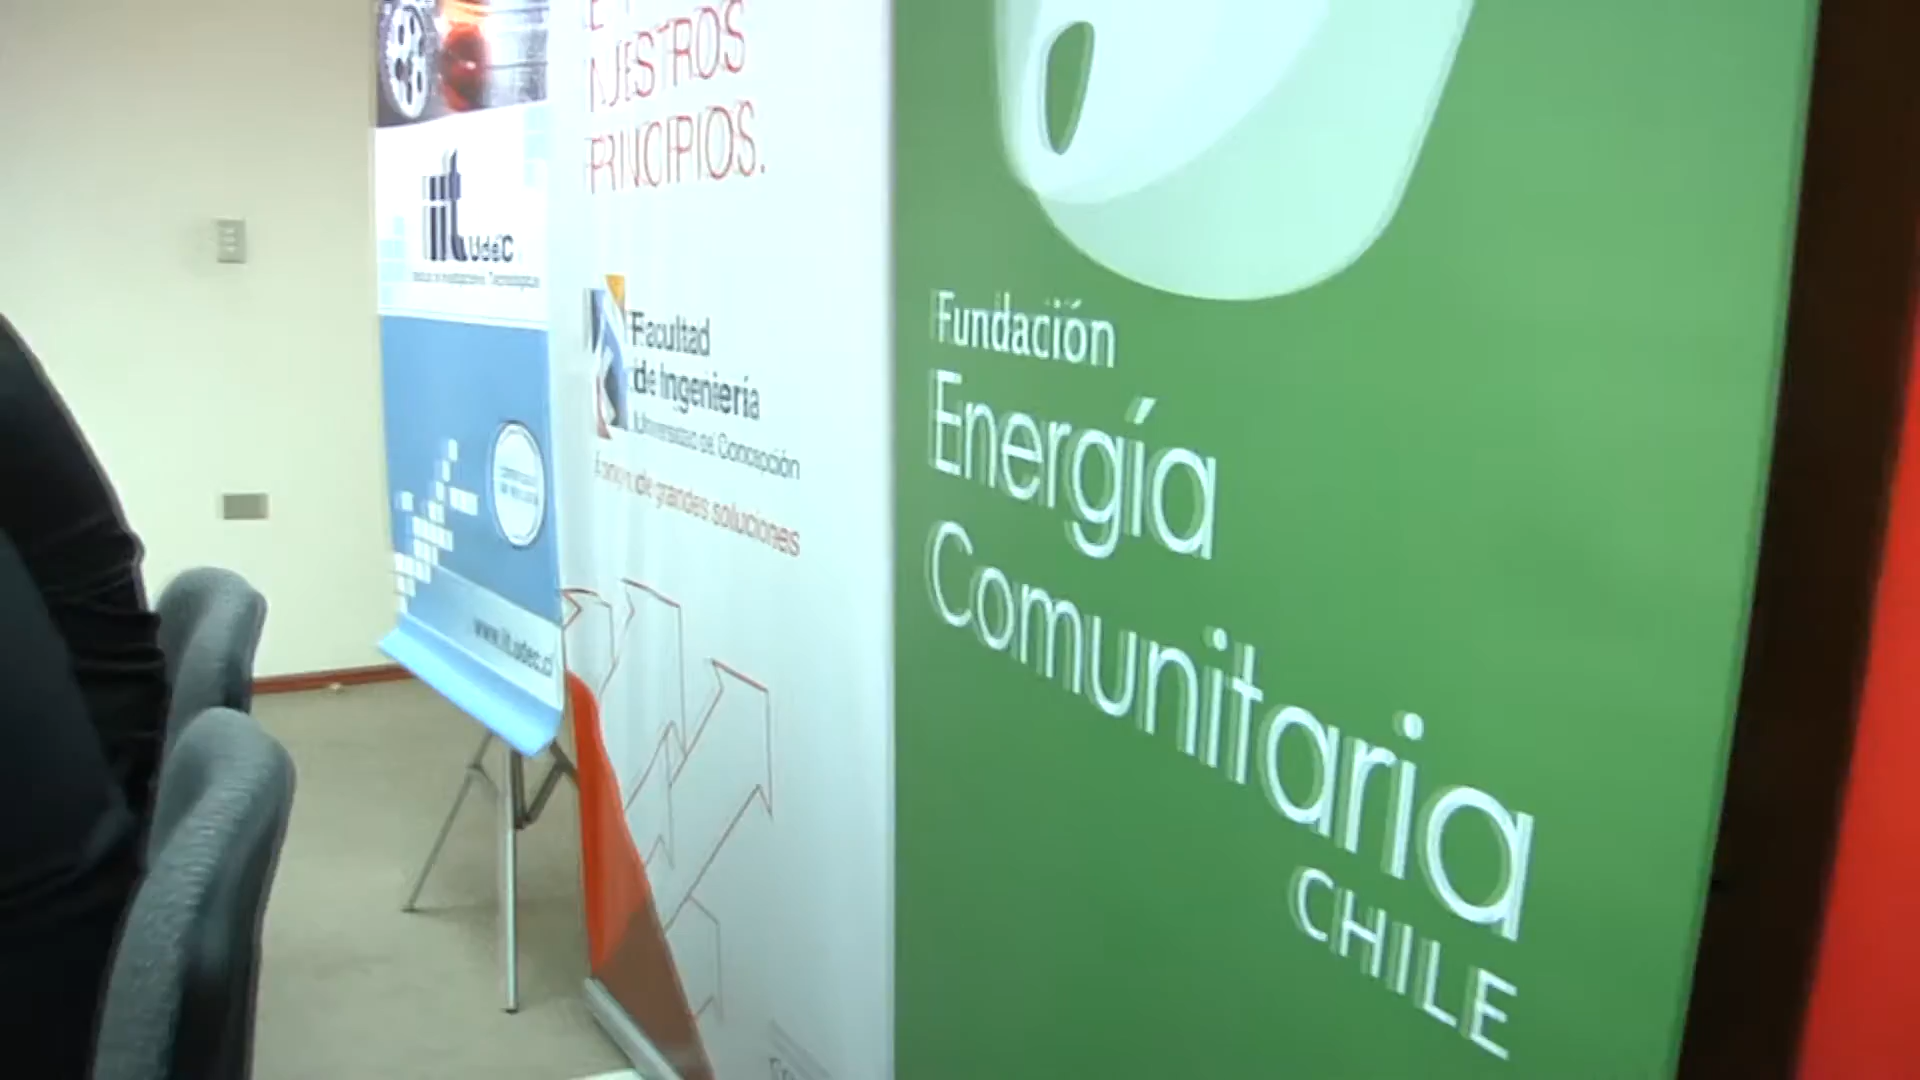 iit UdeC
www.iit.udec.cl
NUESTROS
PRINCIPIOS.
Facultad
de Ingeniería
Universidad de Concepción
de grandes soluciones
Fundación
Energía
Comunitaria
CHILE